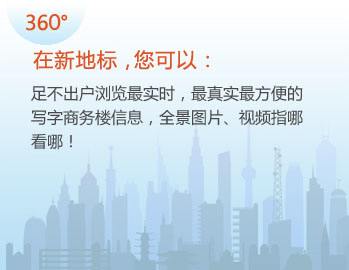 360°
在新地标，您可以：
足不出户浏览最实时，最真实最方便的
写字商务楼信息，全景图片、视频指哪
看哪！